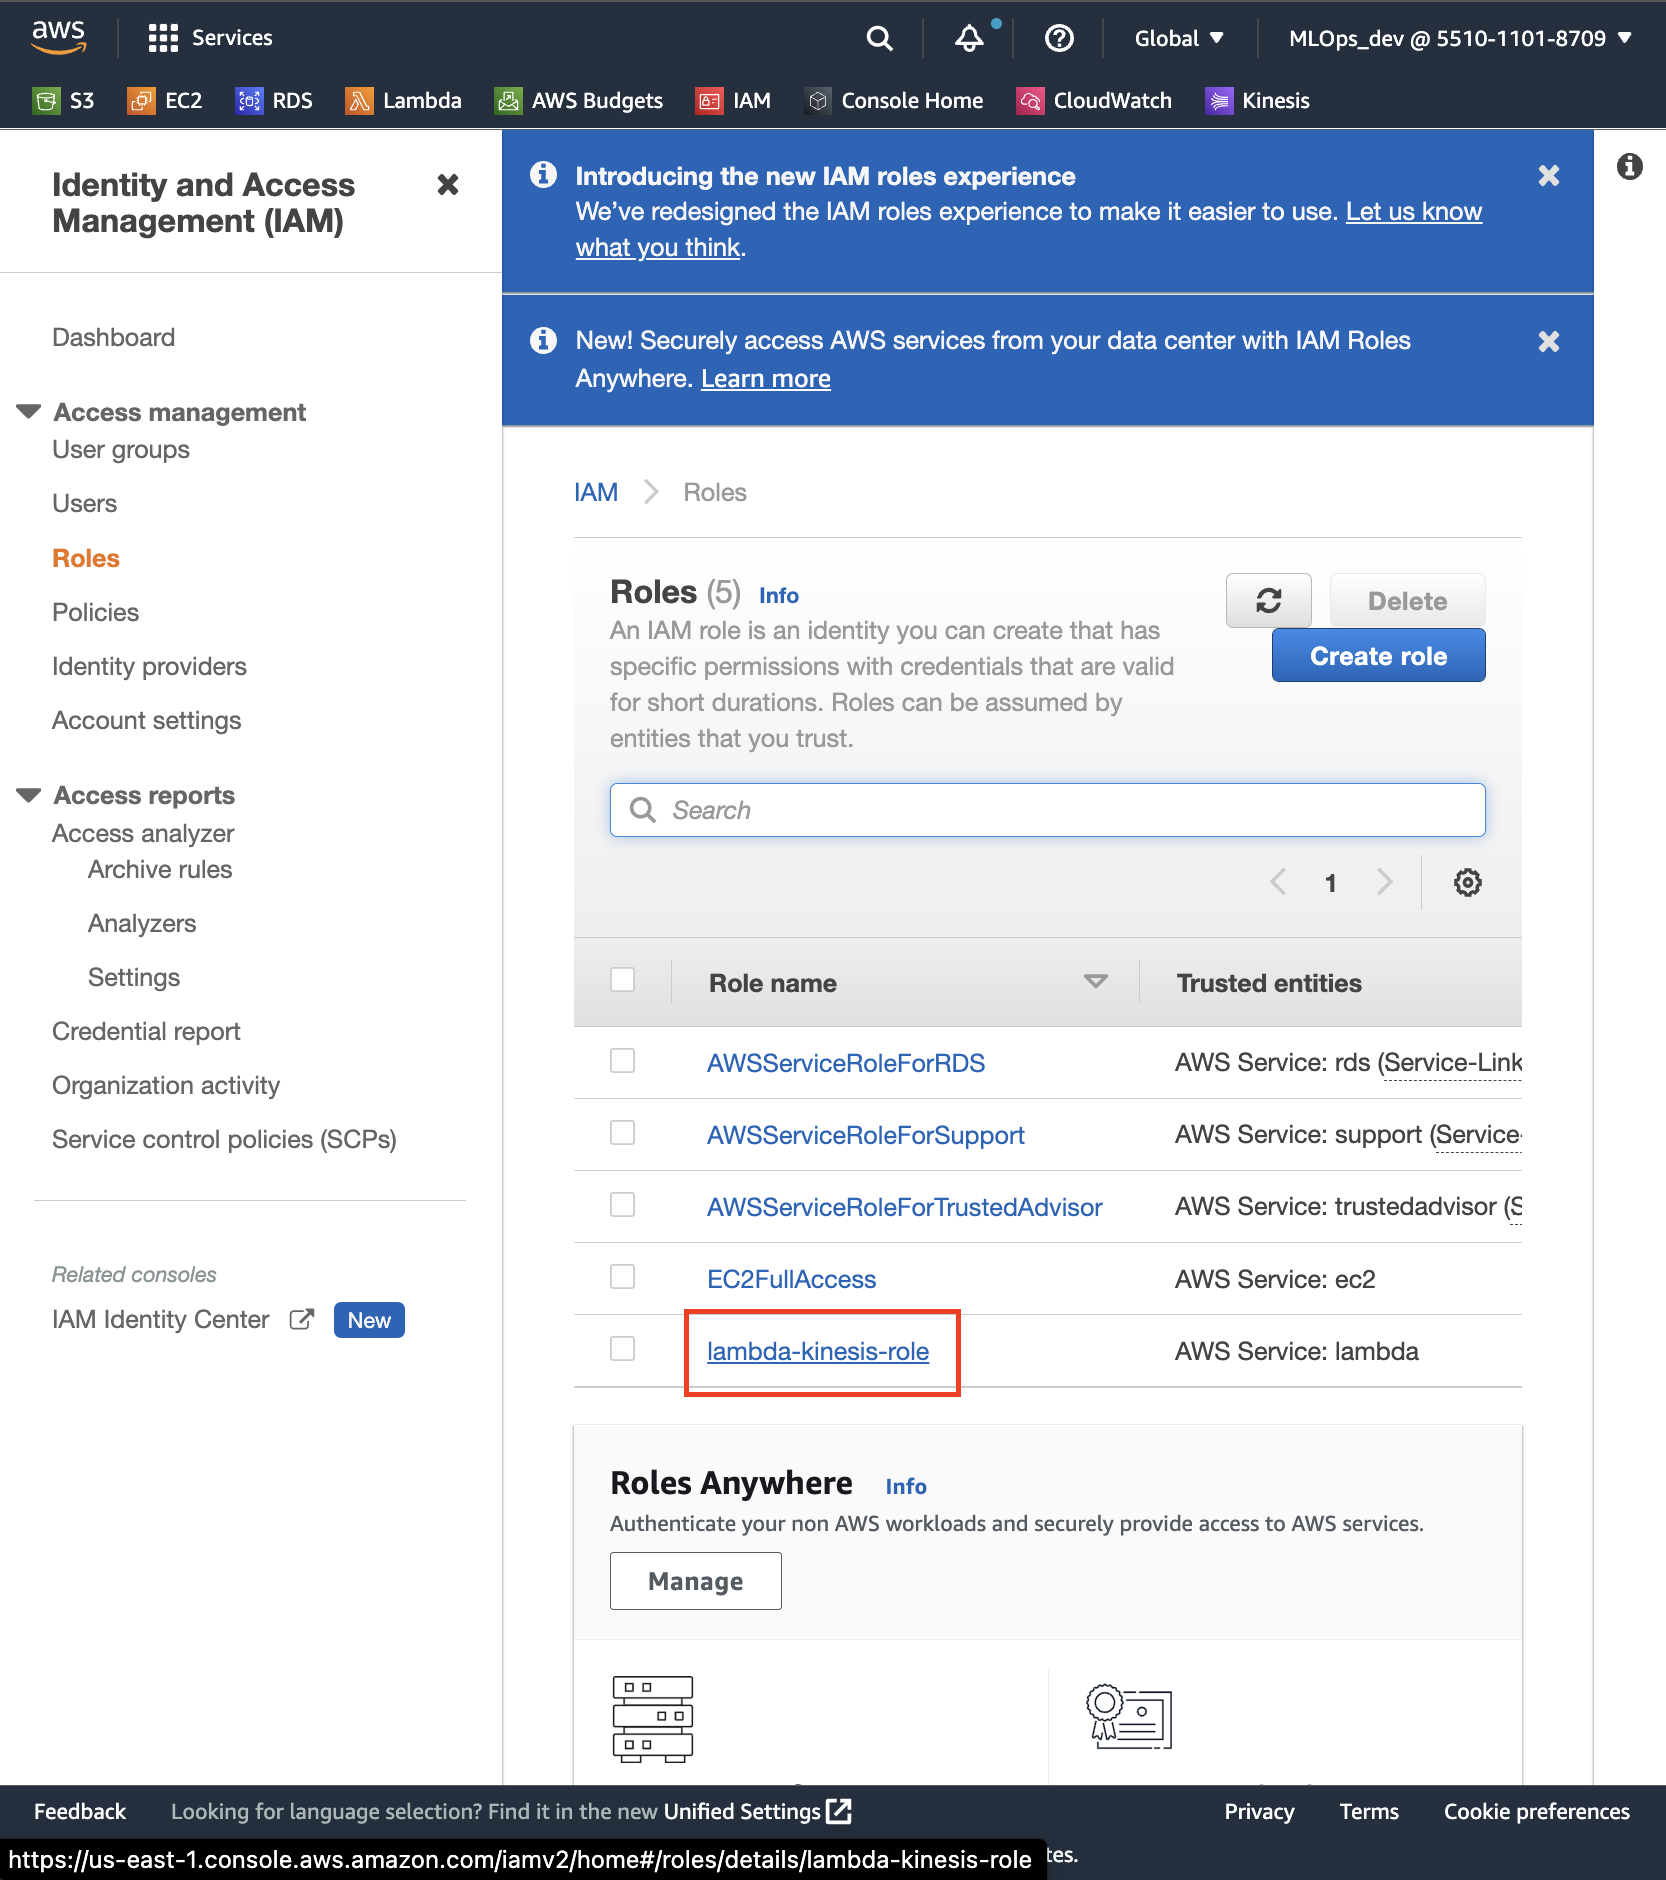 aws
Services
Global
MLOps_dev @ 5510-1101-8709
S3
EC2
RDS
Lambda
AWS Budgets
IAM
Console Home
CloudWatch
Kinesis
Identity and Access
Management (IAM)
Dashboard
Access management
User groups
Users
Roles
Policies
Identity providers
Account settings
Access reports
Access analyzer
Archive rules
Analyzers
Settings
Credential report
Organization activity
Service control policies (SCPs)
Related consoles
IAM Identity Center
New
Introducing the new IAM roles experience
We've redesigned the IAM roles experience to make it easier to use. Let us know
what you think.
New! Securely access AWS services from your data center with IAM Roles
Anywhere. Learn more
IAM
Roles
Roles (5) Info
Delete
Create role
An IAM role is an identity you can create that has
specific permissions with credentials that are valid
for short durations. Roles can be assumed by
entities that you trust.
Search
1
Role name
Trusted entities
AWSServiceRoleForRDS
AWS Service: rds (Service-Link
AWSServiceRoleForSupport
AWS Service: support (Service-
AWSServiceRoleForTrustedAdvisor
AWS Service: trustedadvisor (S
EC2FullAccess
AWS Service: ec2
lambda-kinesis-role
AWS Service: lambda
Roles Anywhere Info
Authenticate your non AWS workloads and securely provide access to AWS services.
Manage
Feedback
Looking for language selection? Find it in the new Unified Settings
Privacy
Terms
Cookie preferences
https://us-east-1.console.aws.amazon.com/iamv2/home#/roles/details/lambda-kinesis-role
tes.